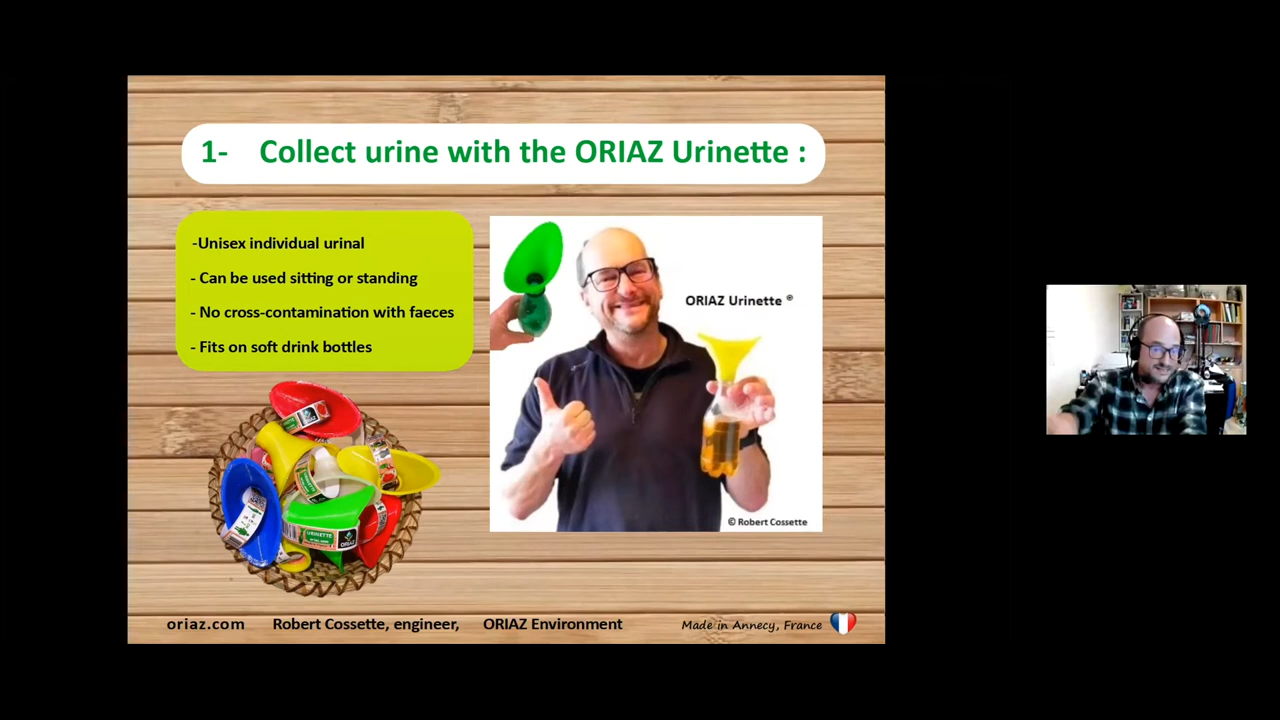 1- Collect urine with the ORIAZ Urinette :
-Unisex individual urinal
- Can be used sitting or standing
- No cross-contamination with faeces
- Fits on soft drink bottles
ORIAZ Urinette ®
© Robert Cossette
URINETTE
ORIAZ
oriaz.com Robert Cossette, engineer, ORIAZ Environment Made in Annecy, France